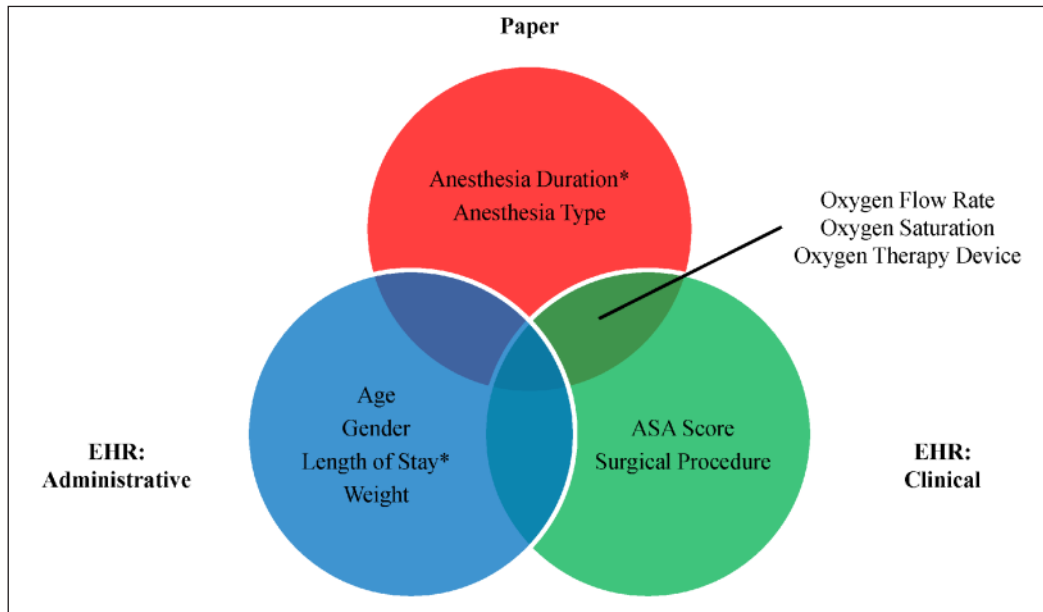 Paper
Anesthesia Duration*
Anesthesia Type
Oxygen Flow Rate
Oxygen Saturation
Oxygen Therapy Device
Age
Gender
Length of Stay*
Weight
ASA Score
Surgical Procedure
EHR:
Administrative
EHR:
Clinical